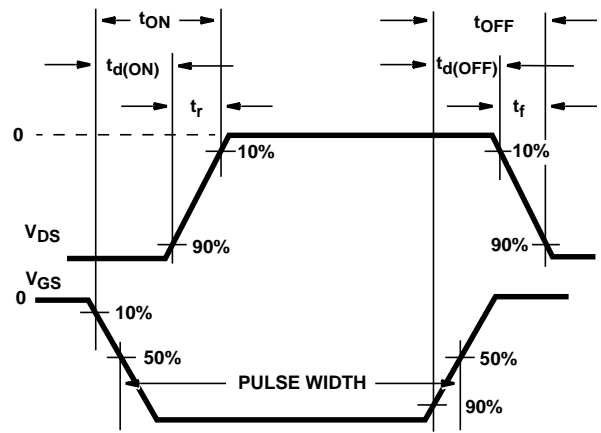 tON tOFF
td(ON) td(OFF)
tr tf
0
10% 10%
VDS 90% 90%
VGS
0
10%
50% 50%
PULSE WIDTH
90%